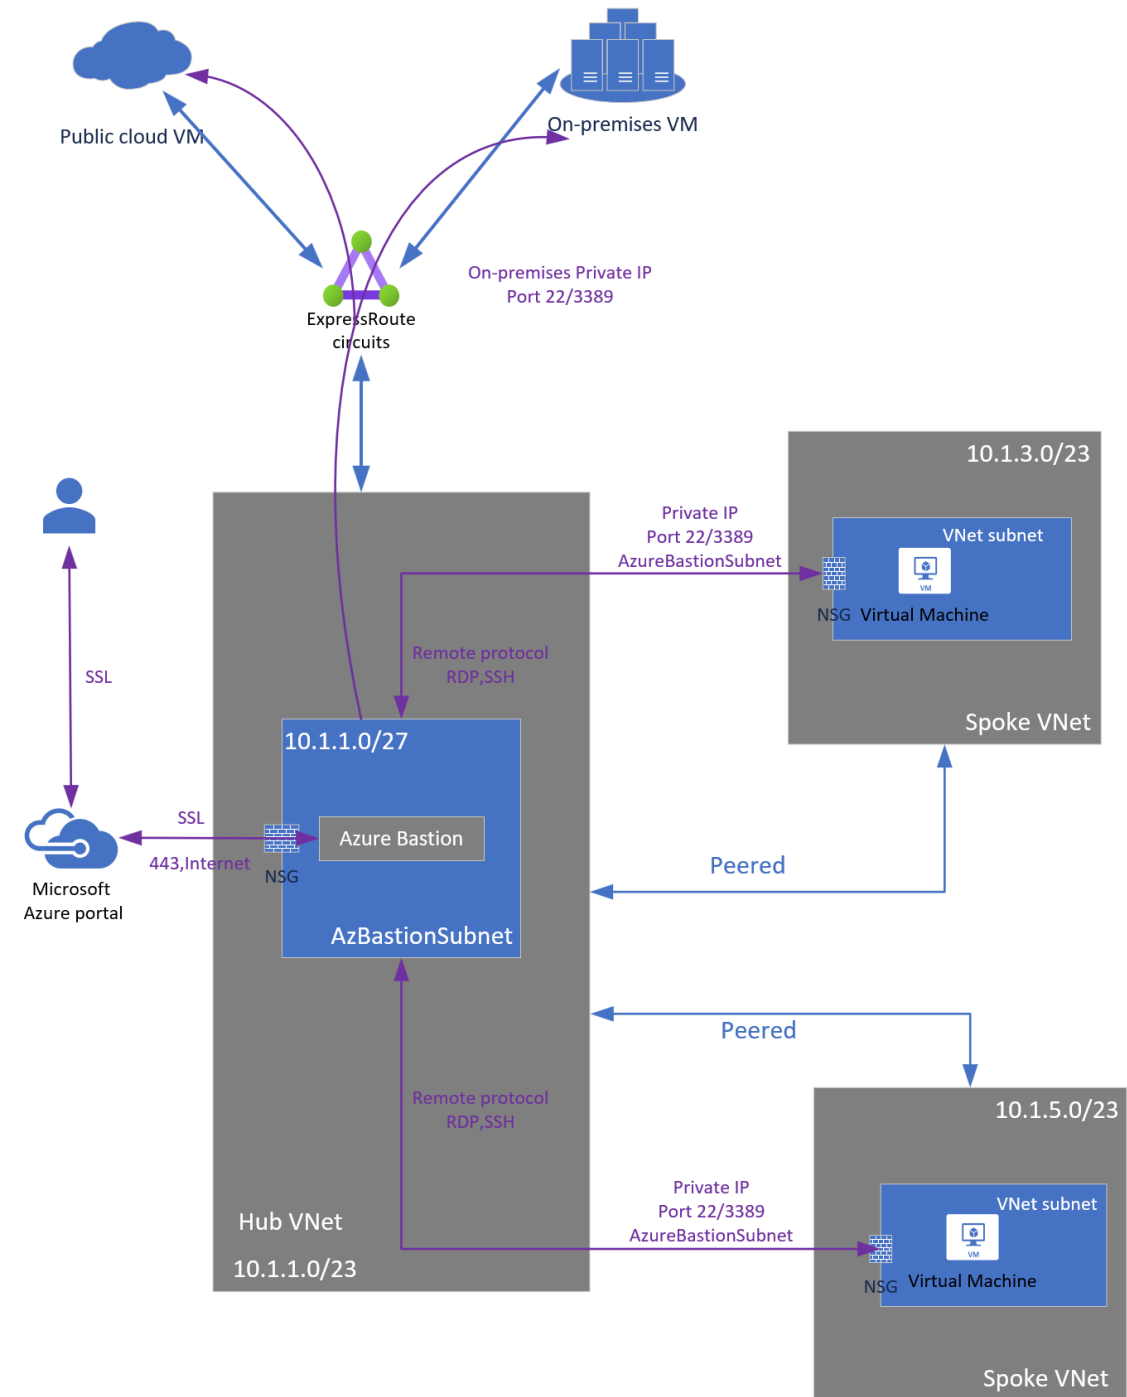 Public cloud VM
On-premises VM
On-premises Private IP
Port 22/3389
ExpressRoute
circuits
10.1.3.0/23
Private IP
Port 22/3389
AzureBastionSubnet
VNet subnet
VM
NSG
Virtual Machine
Spoke VNet
Remote protocol
RDP,SSH
SSL
10.1.1.0/27
SSL
443,Internet
NSG
Azure Bastion
Microsoft
Azure portal
AzBastionSubnet
Peered
Peered
Remote protocol
RDP,SSH
10.1.5.0/23
Private IP
Port 22/3389
AzureBastionSubnet
VNet subnet
VM
NSG
Virtual Machine
Hub VNet
10.1.1.0/23
Spoke VNet